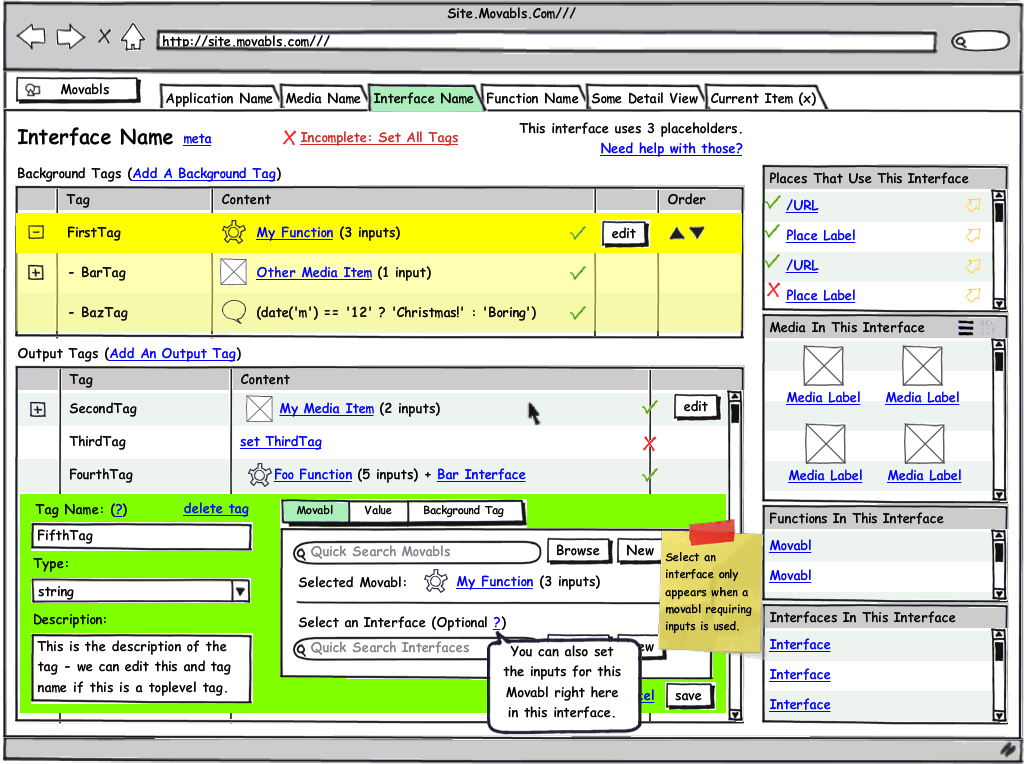 Site.Movabls.Com///
http://site.movabls.com///
Movabls
Application Name
Media Name
Interface Name
Function Name
Some Detail View
Current Item (x)
Interface Name meta
X Incomplete: Set All Tags
This interface uses 3 placeholders.
Need help with those?
Background Tags (Add A Background Tag)
Tag Content Order
FirstTag My Function (3 inputs) edit
- BarTag Other Media Item (1 input)
- BazTag (date('m') == '12' ? 'Christmas!' : 'Boring')
Output Tags (Add An Output Tag)
Tag Content
SecondTag My Media Item (2 inputs) edit
ThirdTag set ThirdTag
FourthTag Foo Function (5 inputs) + Bar Interface
Tag Name: (?) delete tag
FifthTag
Type:
string
Description:
This is the description of the
tag - we can edit this and tag
name if this is a toplevel tag.
Movabl Value Background Tag
Quick Search Movabls Browse New
Selected Movabl: My Function (3 inputs)
Select an Interface (Optional ?)
Quick Search Interfaces
You can also set
the inputs for this
Movabl right here
in this interface.
save
Select an
interface only
appears when a
movabl requiring
inputs is used.
Places That Use This Interface
/URL
Place Label
/URL
Place Label
Media In This Interface
Media Label Media Label
Media Label Media Label
Functions In This Interface
Movabl
Movabl
Interfaces In This Interface
Interface
Interface
Interface